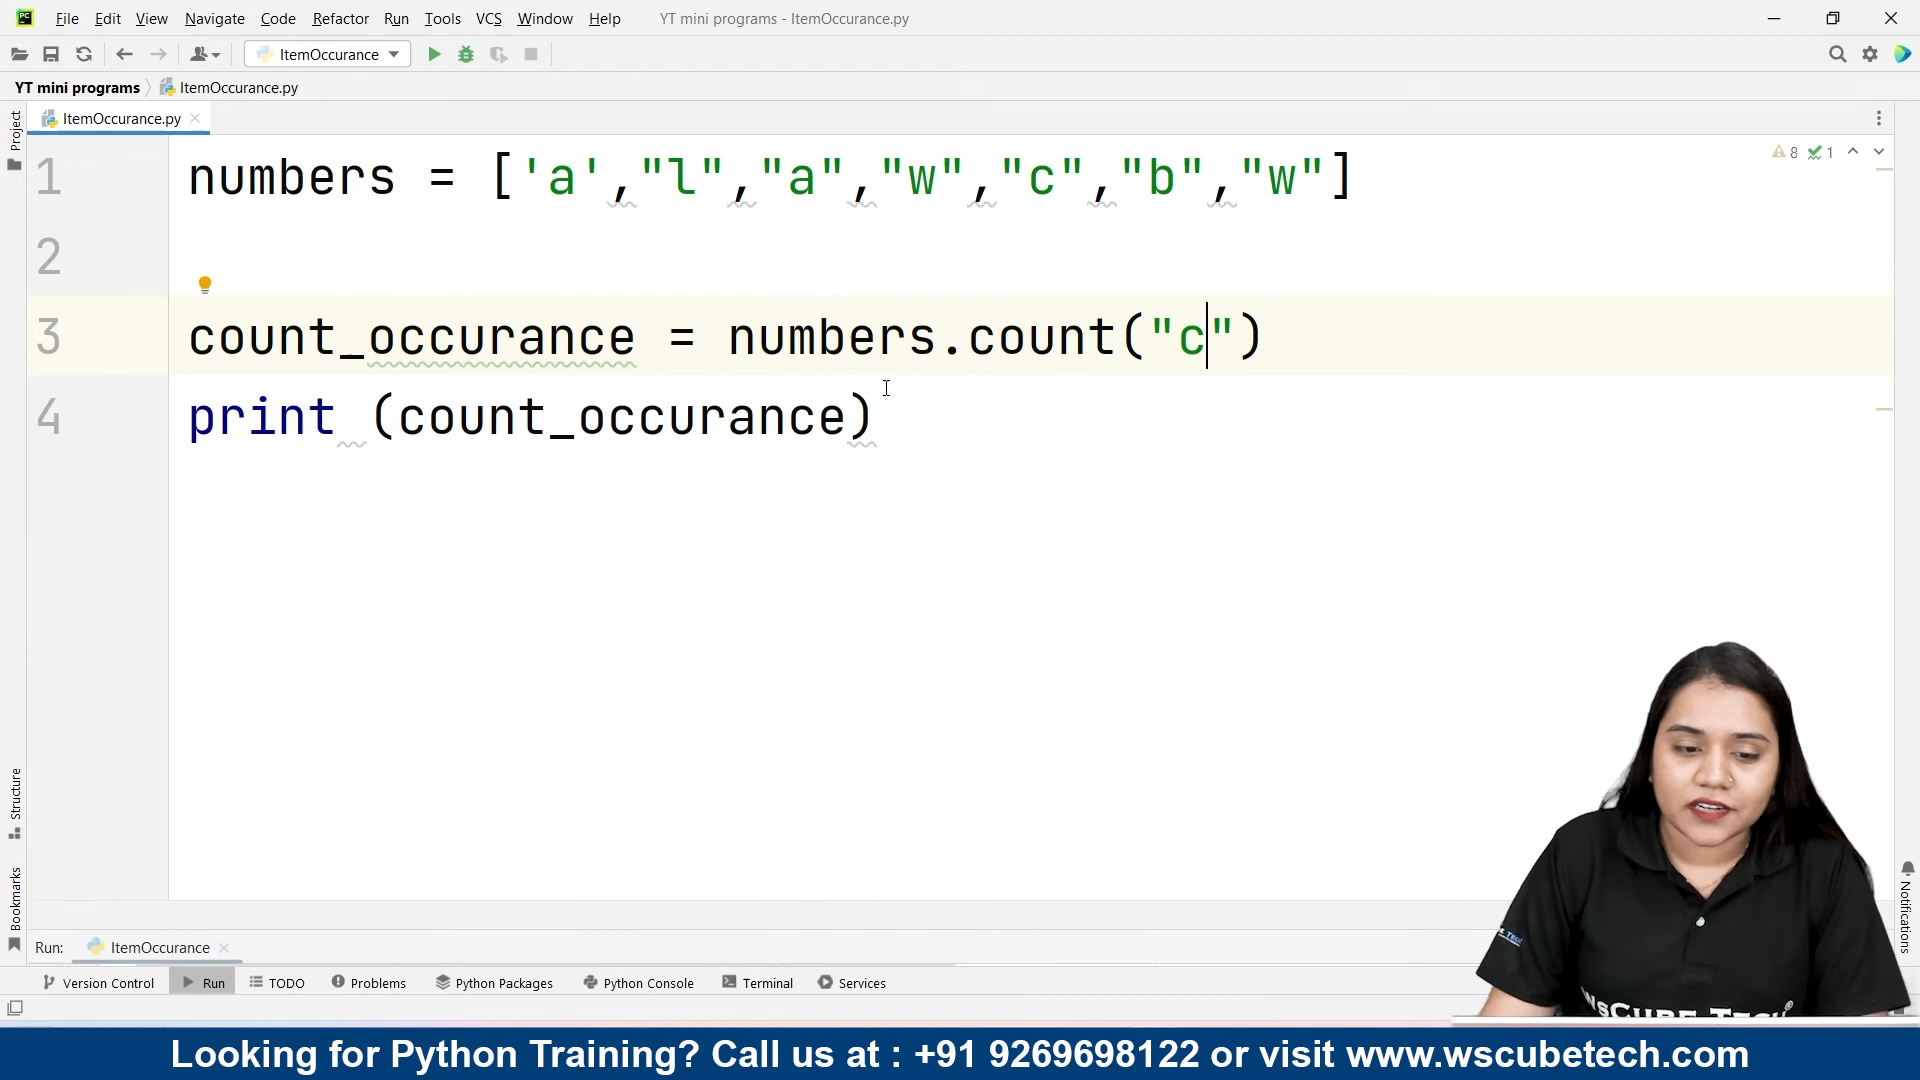 File Edit View Navigate Code Refactor Run Tools VCS Window Help YT mini programs - ItemOccurance.py
ItemOccurance
YT mini programs ItemOccurance.py
Project
ItemOccurance.py
8 1
1 numbers = ['a',"l","a","w","c","b","w"]
2
3 count_occurance = numbers.count("c")
4 print (count_occurance)
Structure
Bookmarks
Notifications
Run: ItemOccurance
Version Control Run TODO Problems Python Packages Python Console Terminal Services
WSCUBE TECH
Looking for Python Training? Call us at : +91 9269698122 or visit www.wscubetech.com